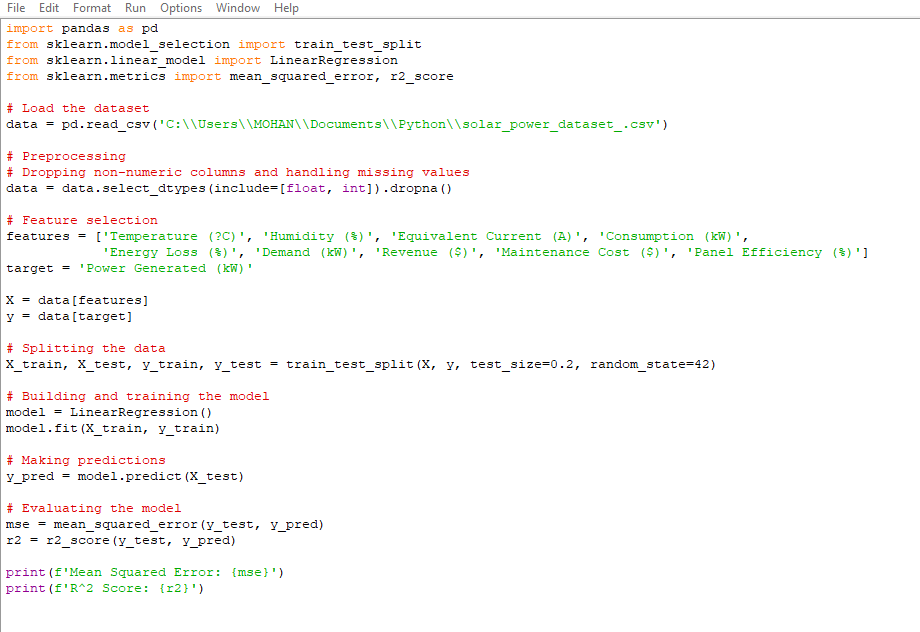 File Edit Format Run Options Window Help
import pandas as pd
from sklearn.model_selection import train_test_split
from sklearn.linear_model import LinearRegression
from sklearn.metrics import mean_squared_error, r2_score

# Load the dataset
data = pd.read_csv('C:\\Users\\MOHAN\\Documents\\Python\\solar_power_dataset_.csv')

# Preprocessing
# Dropping non-numeric columns and handling missing values
data = data.select_dtypes(include=[float, int]).dropna()

# Feature selection
features = ['Temperature (?C)', 'Humidity (%)', 'Equivalent Current (A)', 'Consumption (kW)',
            'Energy Loss (%)', 'Demand (kW)', 'Revenue ($)', 'Maintenance Cost ($)', 'Panel Efficiency (%)']
target = 'Power Generated (kW)'

X = data[features]
y = data[target]

# Splitting the data
X_train, X_test, y_train, y_test = train_test_split(X, y, test_size=0.2, random_state=42)

# Building and training the model
model = LinearRegression()
model.fit(X_train, y_train)

# Making predictions
y_pred = model.predict(X_test)

# Evaluating the model
mse = mean_squared_error(y_test, y_pred)
r2 = r2_score(y_test, y_pred)

print(f'Mean Squared Error: {mse}')
print(f'R^2 Score: {r2}')